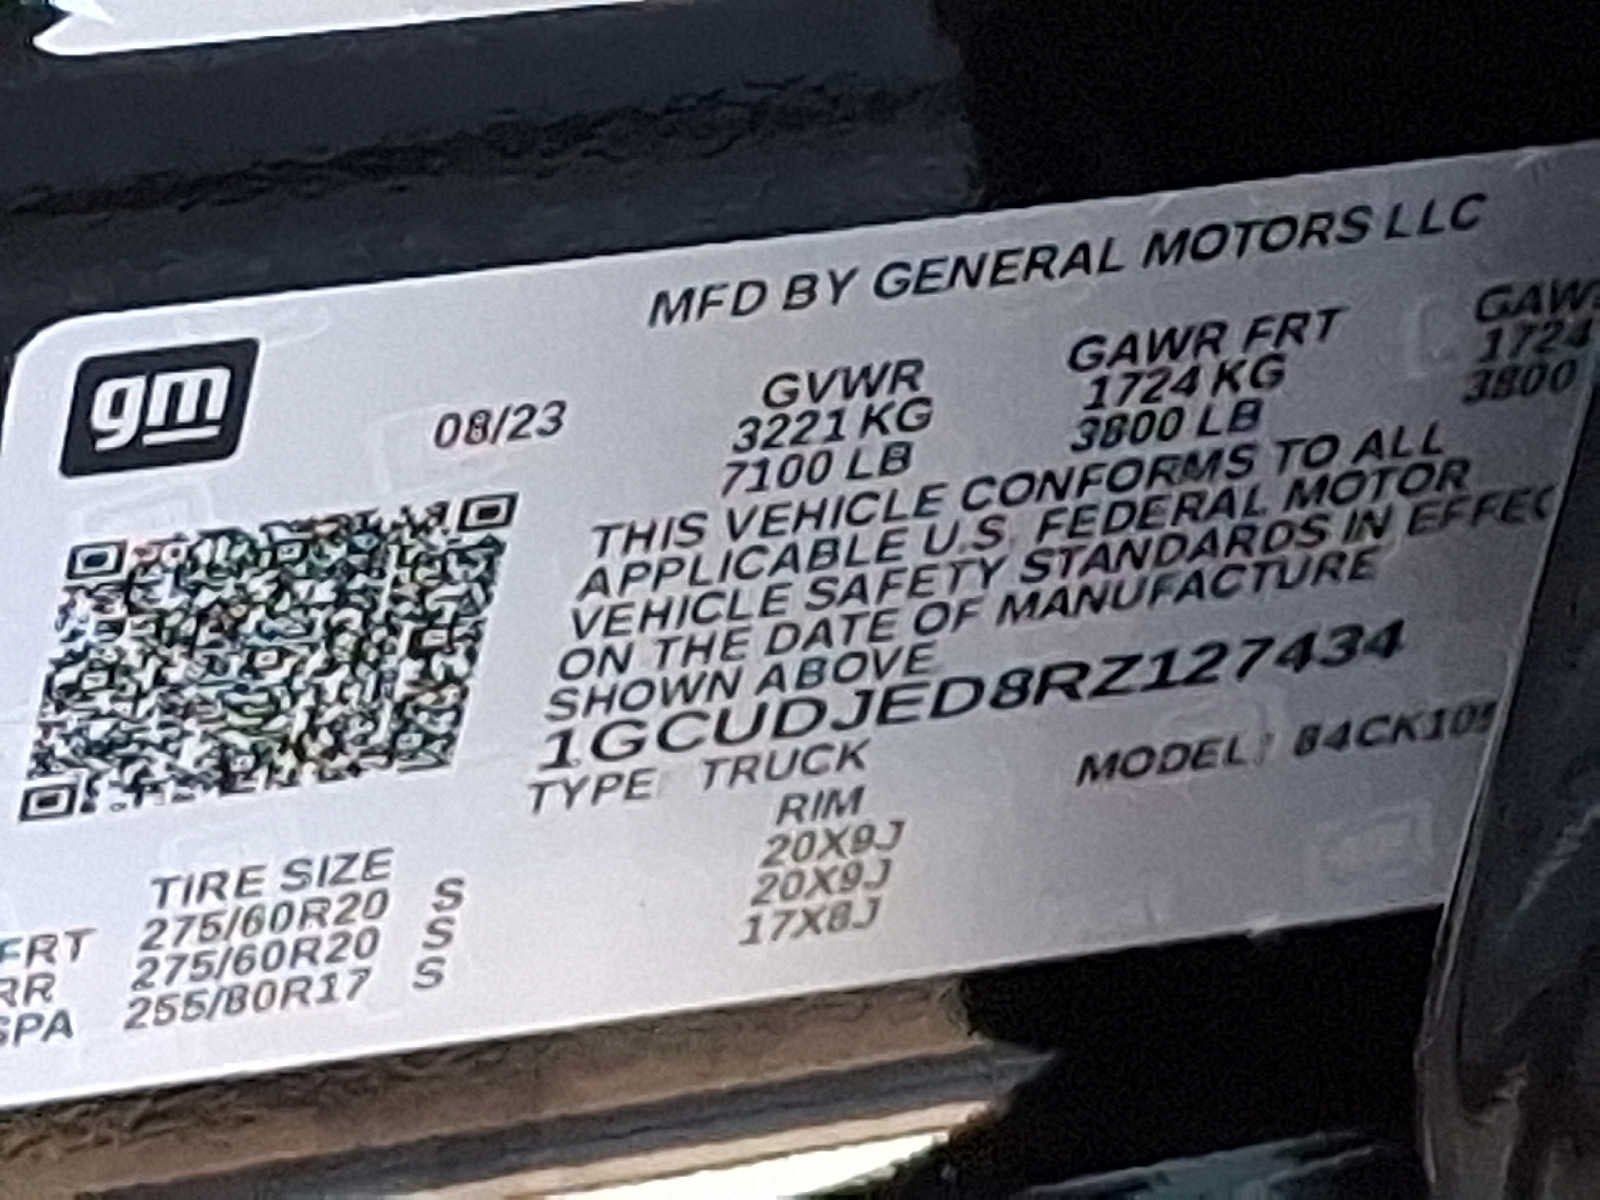 MFD BY GENERAL MOTORS LLC
gm
08/23
GVWR
3221 KG
7100 LB
GAWR FRT
1724 KG
3800 LB
1724
3800
THIS VEHICLE CONFORMS TO ALL
APPLICABLE U.S. FEDERAL MOTOR
VEHICLE SAFETY STANDARDS IN
ON THE DATE OF MANUFACTURE
SHOWN ABOVE
1GCUDJED8RZ127434
TYPE: TRUCK
MODEL:
TIRE SIZE
RIM
FRT 275/60R20 S 20X9J
RR 275/60R20 S 20X9J
SPA 255/80R17 S 17X8J